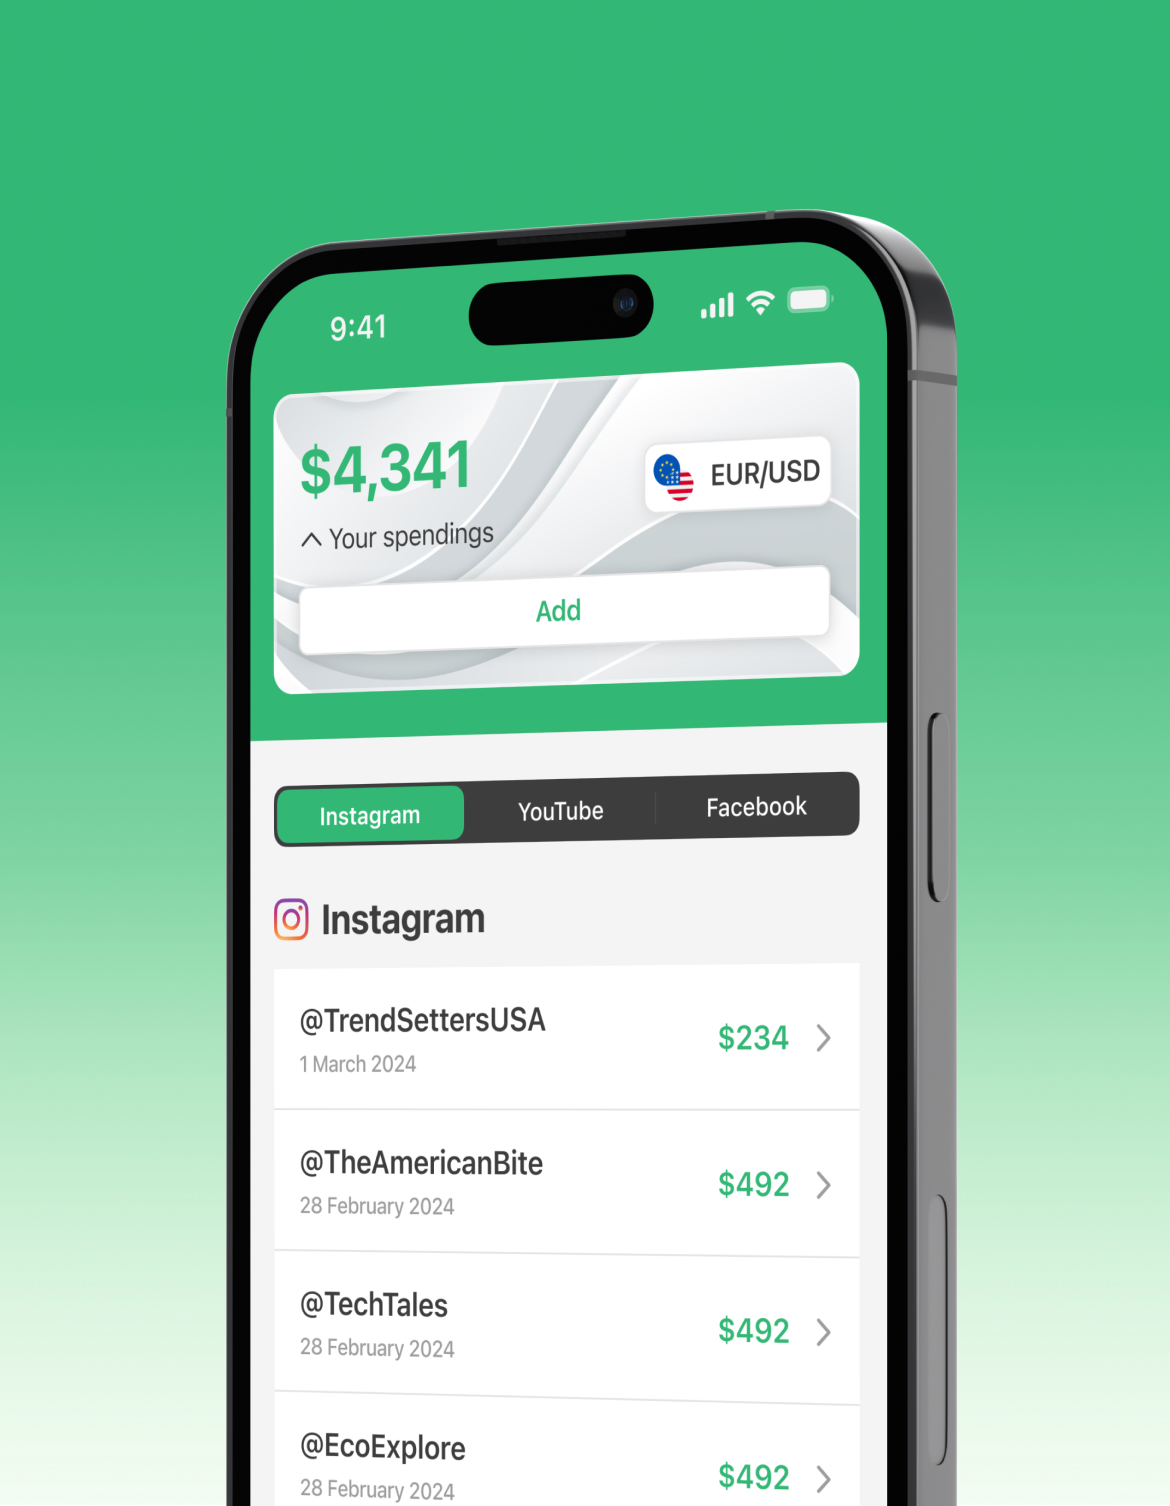 9:41
$4,341
EUR/USD
Your spendings
Add
Instagram
YouTube
Facebook
Instagram
@TrendSettersUSA
1 March 2024
$234
@TheAmericanBite
28 February 2024
$492
@TechTales
28 February 2024
$492
@EcoExplore
28 February 2024
$492